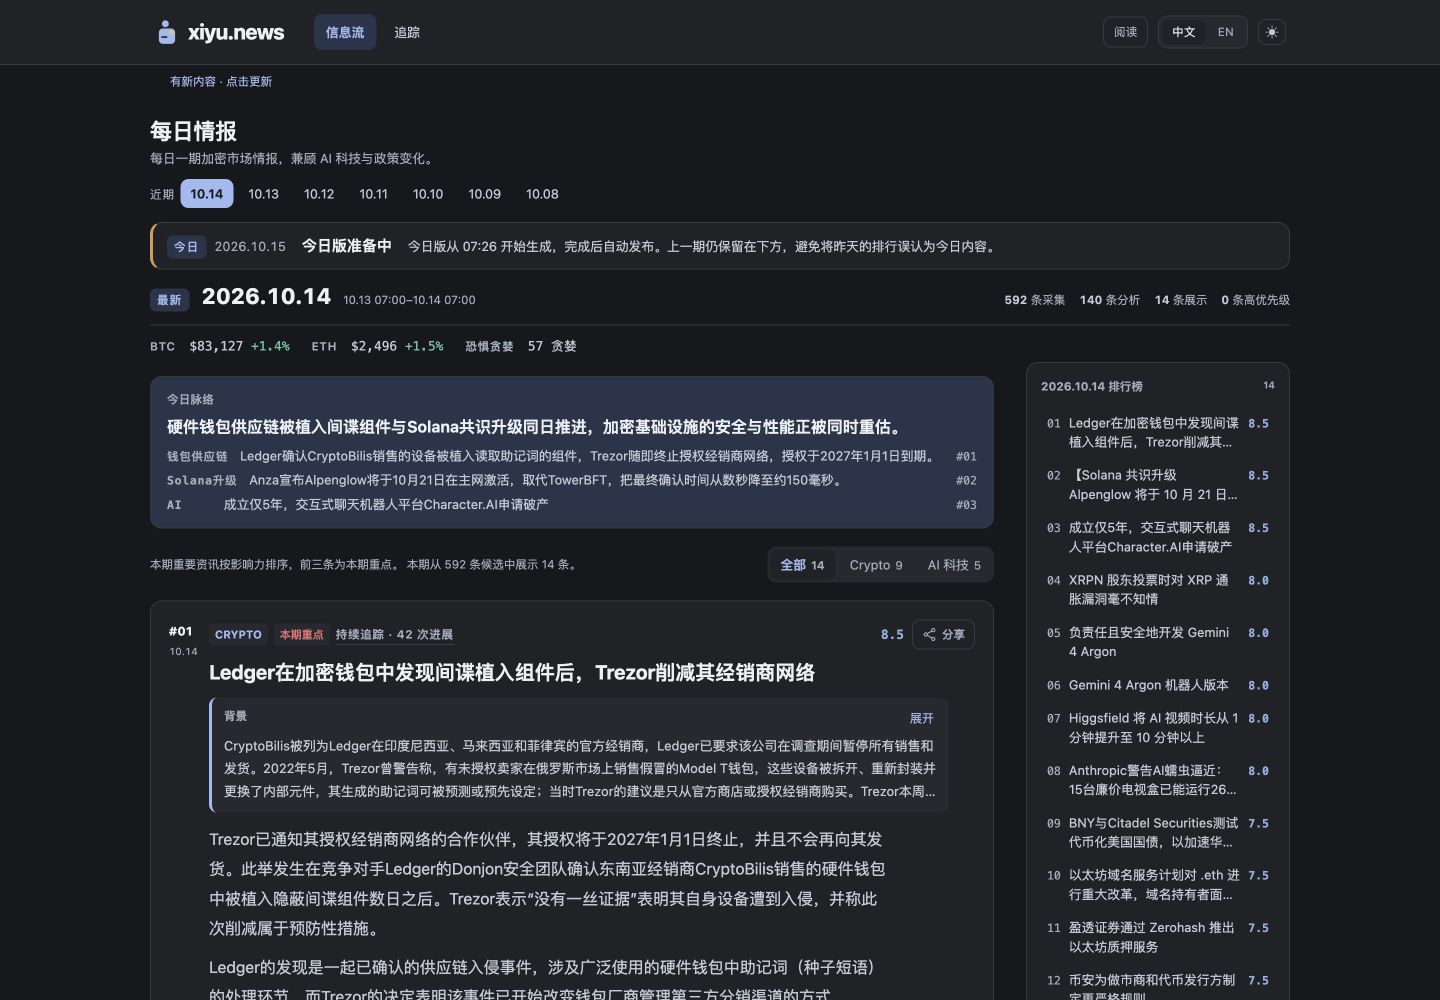 xiyu.news
信息流
追踪
阅读
中文
EN
有新内容 · 点击更新
每日情报
每日一期加密市场情报，兼顾 AI 科技与政策变化。
近期 10.14 10.13 10.12 10.11 10.10 10.09 10.08
今日 2026.10.15 今日版准备中 今日版从 07:26 开始生成，完成后自动发布。上一期仍保留在下方，避免将昨天的排行误认为今日内容。
最新 2026.10.14 10.13 07:00–10.14 07:00
592 条采集 140 条分析 14 条展示 0 条高优先级
BTC $83,127 +1.4% ETH $2,496 +1.5% 恐惧贪婪 57 贪婪
今日脉络
硬件钱包供应链被植入间谍组件与Solana共识升级同日推进，加密基础设施的安全与性能正被同时重估。
钱包供应链 Ledger确认CryptoBilis销售的设备被植入读取助记词的组件，Trezor随即终止授权经销商网络，授权于2027年1月1日到期。 #01
Solana升级 Anza宣布Alpenglow将于10月21日在主网激活，取代TowerBFT，把最终确认时间从数秒降至约150毫秒。 #02
AI 成立仅5年，交互式聊天机器人平台Character.AI申请破产 #03
本期重要资讯按影响力排序，前三条为本期重点。 本期从 592 条候选中展示 14 条。
全部 14 Crypto 9 AI 科技 5
#01 CRYPTO 本期重点 持续追踪 · 42 次进展 8.5 分享
10.14
Ledger在加密钱包中发现间谍植入组件后，Trezor削减其经销商网络
背景 展开
CryptoBilis被列为Ledger在印度尼西亚、马来西亚和菲律宾的官方经销商，Ledger已要求该公司在调查期间暂停所有销售和
发货。2022年5月，Trezor曾警告称，有未授权卖家在俄罗斯市场上销售假冒的Model T钱包，这些设备被拆开、重新封装并
更换了内部元件，其生成的助记词可被预测或预先设定；当时Trezor的建议是只从官方商店或授权经销商购买。Trezor本周...
Trezor已通知其授权经销商网络的合作伙伴，其授权将于2027年1月1日终止，并且不会再向其发
货。此举发生在竞争对手Ledger的Donjon安全团队确认东南亚经销商CryptoBilis销售的硬件钱包
中被植入隐蔽间谍组件数日之后。Trezor表示“没有一丝证据”表明其自身设备遭到入侵，并称此
次削减属于预防性措施。
Ledger的发现是一起已确认的供应链入侵事件，涉及广泛使用的硬件钱包中助记词（种子短语）
的处理环节，而Trezor的决定表明该事件已开始改变钱包厂商管理第三方分销渠道的方式
2026.10.14 排行榜 14
01 Ledger在加密钱包中发现间谍 8.5
植入组件后，Trezor削减其...
02 【Solana 共识升级 8.5
Alpenglow 将于 10 月 21 日...
03 成立仅5年，交互式聊天机器 8.5
人平台Character.AI申请破产
04 XRPN 股东投票时对 XRP 通 8.0
胀漏洞毫不知情
05 负责任且安全地开发 Gemini 8.0
4 Argon
06 Gemini 4 Argon 机器人版本 8.0
07 Higgsfield 将 AI 视频时长从 1 8.0
分钟提升至 10 分钟以上
08 Anthropic警告AI蠕虫逼近： 8.0
15台廉价电视盒已能运行26...
09 BNY与Citadel Securities测试 7.5
代币化美国国债，以加速华...
10 以太坊域名服务计划对 .eth 进 7.5
行重大改革，域名持有者面...
11 盈透证券通过 Zerohash 推出 7.5
以太坊质押服务
12 币安为做市商和代币发行方制 7.5
定更严格规则